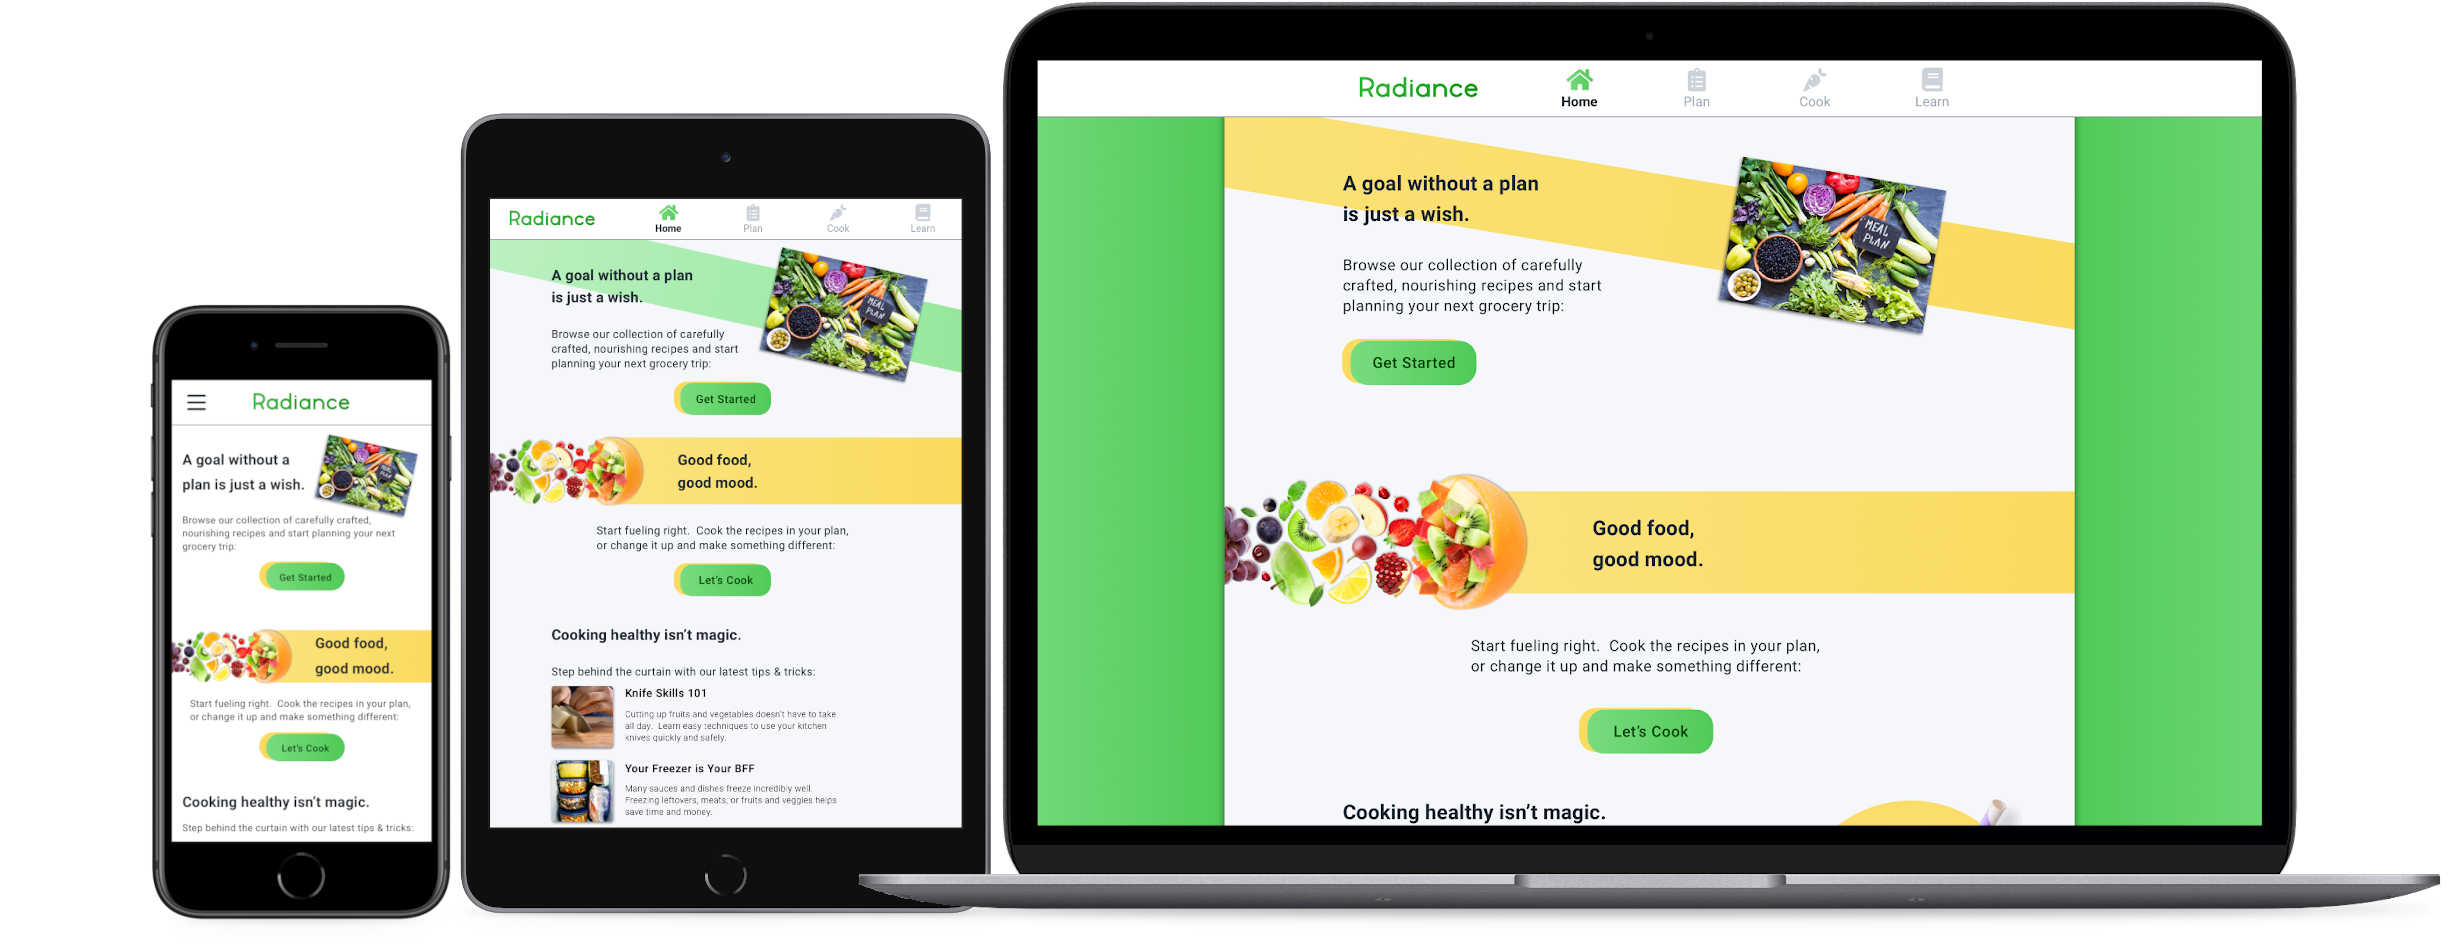 Radiance
A goal without a
plan is just a wish.
MEAL
PLAN
Browse our collection of carefully crafted,
nourishing recipes and start planning your next
grocery trip:
Get Started
Good food,
good mood.
Start fueling right. Cook the recipes in your plan,
or change it up and make something different:
Let's Cook
Cooking healthy isn't magic.
Step behind the curtain with our latest tips & tricks:
Radiance
Home
Plan
Cook
Learn
A goal without a plan
is just a wish.
MEAL
PLAN
Browse our collection of carefully
crafted, nourishing recipes and start
planning your next grocery trip:
Get Started
Good food,
good mood.
Start fueling right. Cook the recipes in your plan,
or change it up and make something different:
Let's Cook
Cooking healthy isn't magic.
Step behind the curtain with our latest tips & tricks:
Knife Skills 101
Cutting up fruits and vegetables doesn't have to take
all day. Learn easy techniques to use your kitchen
knives quickly and safely.
Your Freezer is Your BFF
Many sauces and dishes freeze incredibly well.
Freezing leftovers, meats, or fruits and veggies helps
save time and money.
Radiance
Home
Plan
Cook
Learn
A goal without a plan
is just a wish.
MEAL
PLAN
Browse our collection of carefully
crafted, nourishing recipes and start
planning your next grocery trip:
Get Started
Good food,
good mood.
Start fueling right. Cook the recipes in your plan,
or change it up and make something different:
Let's Cook
Cooking healthy isn't magic.